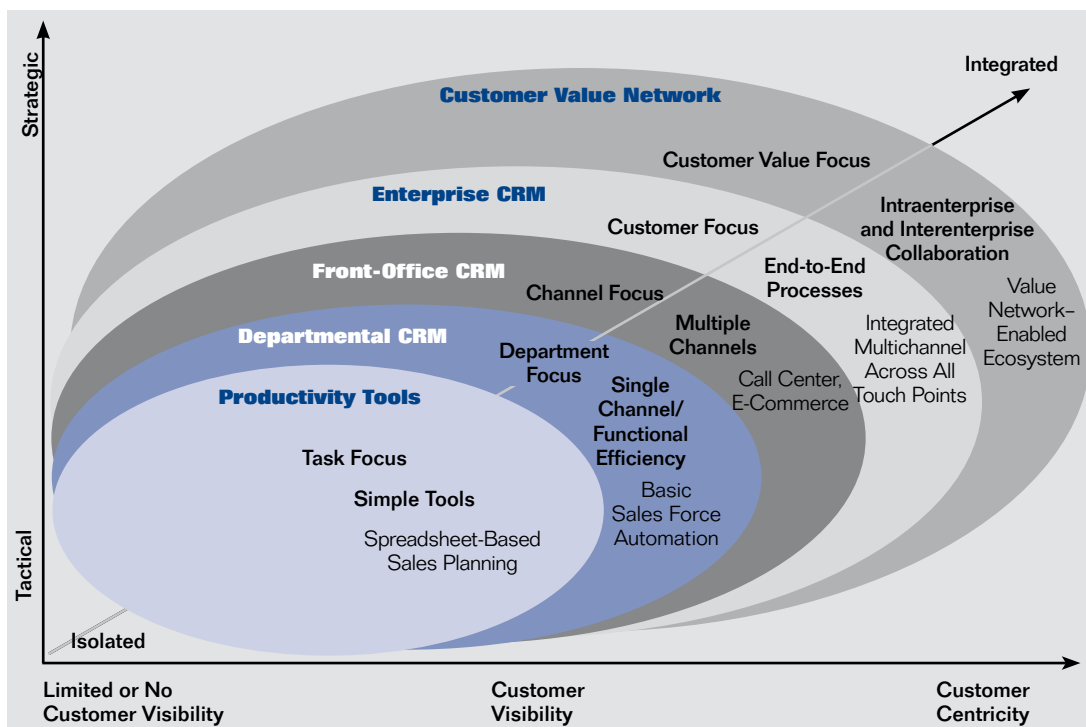 Strategic
Tactical
Integrated
Isolated
Customer Value Network
Customer Value Focus
Intraenterprise
and Interenterprise
Collaboration
Value
Network–
Enabled
Ecosystem
Enterprise CRM
Customer Focus
End-to-End
Processes
Integrated
Multichannel
Across All
Touch Points
Front-Office CRM
Channel Focus
Multiple
Channels
Call Center,
E-Commerce
Departmental CRM
Department
Focus
Single
Channel/
Functional
Efficiency
Basic
Sales Force
Automation
Productivity Tools
Task Focus
Simple Tools
Spreadsheet-Based
Sales Planning
Limited or No
Customer Visibility
Customer
Visibility
Customer
Centricity